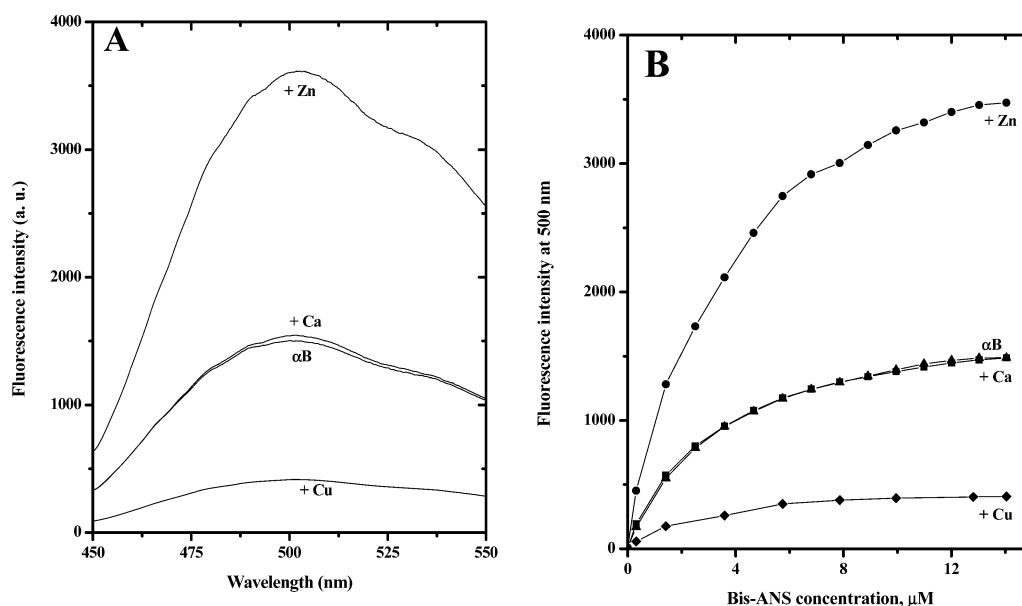 A
Fluorescence intensity (a. u.)
4000
3000
2000
1000
0
+ Zn
+ Ca
αB
+ Cu
450
475
500
525
550
Wavelength (nm)
B
Fluorescence intensity at 500 nm
4000
3000
2000
1000
0
+ Zn
αB
+ Ca
+ Cu
0
4
8
12
Bis-ANS concentration, μM